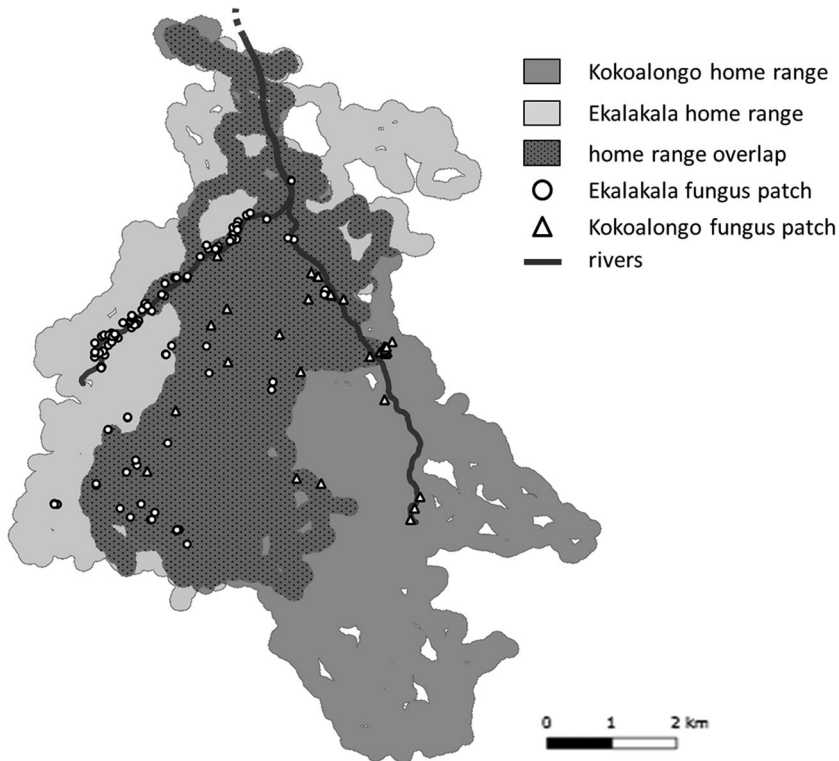 Kokoalongo home range
Ekalakala home range
home range overlap
Ekalakala fungus patch
Kokoalongo fungus patch
rivers
0 1 2 km